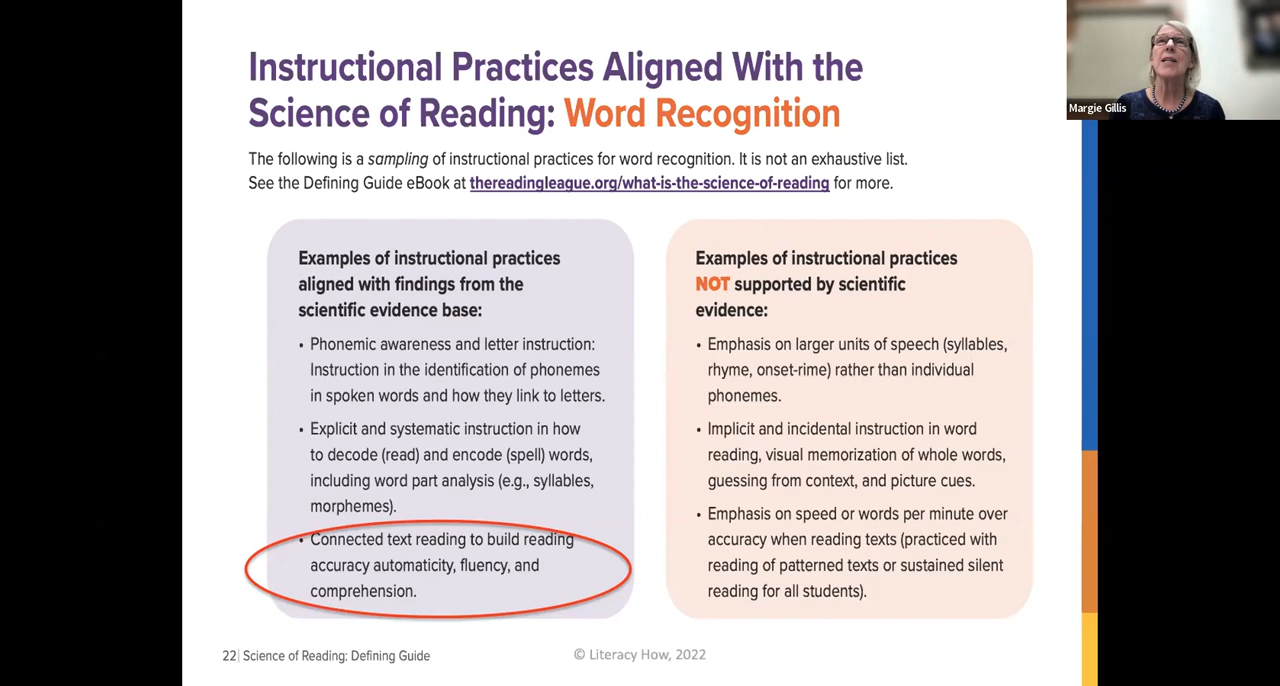 Instructional Practices Aligned With the
Science of Reading: Word Recognition
Margie Gillis
The following is a sampling of instructional practices for word recognition. It is not an exhaustive list.
See the Defining Guide eBook at thereadingleague.org/what-is-the-science-of-reading for more.
Examples of instructional practices
aligned with findings from the
scientific evidence base:
• Phonemic awareness and letter instruction:
Instruction in the identification of phonemes
in spoken words and how they link to letters.
• Explicit and systematic instruction in how
to decode (read) and encode (spell) words,
including word part analysis (e.g., syllables,
morphemes).
• Connected text reading to build reading
accuracy automaticity, fluency, and
comprehension.
Examples of instructional practices
NOT supported by scientific
evidence:
• Emphasis on larger units of speech (syllables,
rhyme, onset-rime) rather than individual
phonemes.
• Implicit and incidental instruction in word
reading, visual memorization of whole words,
guessing from context, and picture cues.
• Emphasis on speed or words per minute over
accuracy when reading texts (practiced with
reading of patterned texts or sustained silent
reading for all students).
22| Science of Reading: Defining Guide
© Literacy How, 2022